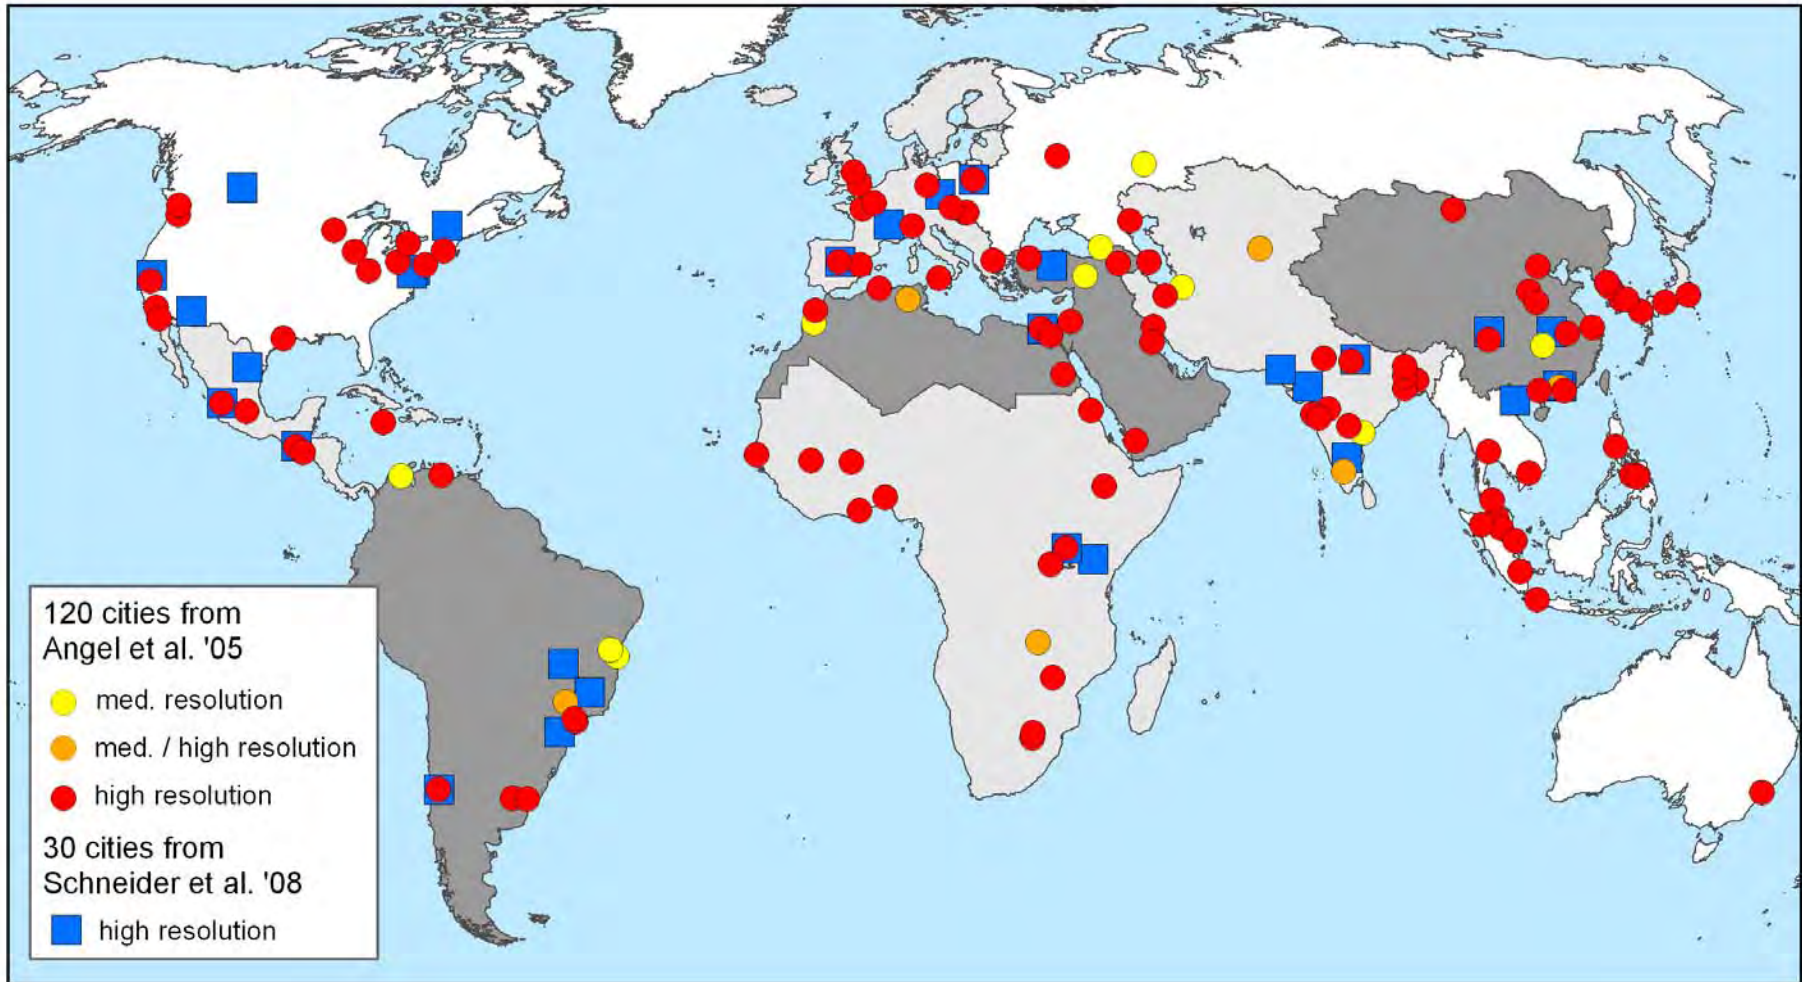 120 cities from
Angel et al. '05
med. resolution
med. / high resolution
high resolution
30 cities from
Schneider et al. '08
high resolution